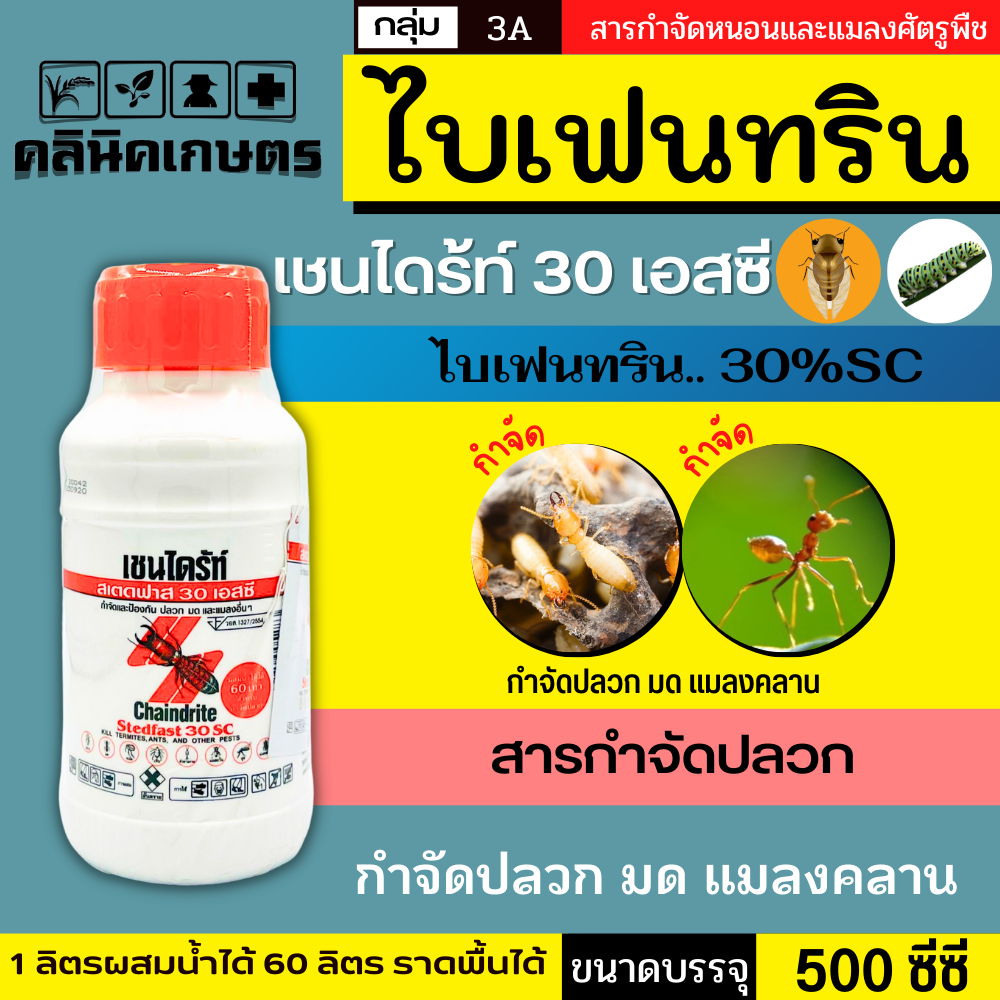 กลุ่ม 3A สารกำจัดหนอนและแมลงศัตรูพืช
คลินิคเกษตร
ไบเฟนทริน
เชนไดร้ท์ 30 เอสซี
ไบเฟนทริน.. 30%SC
กำจัด กำจัด
กำจัดปลวก มด แมลงคลาน
สารกำจัดปลวก
กำจัดปลวก มด แมลงคลาน
1 ลิตรผสมน้ำได้ 60 ลิตร ราดพื้นได้
ขนาดบรรจุ 500 ซีซี
เชนไดร้ท์
สเตดฟาส 30 เอสซี
กำจัดและป้องกัน ปลวก มด และแมลงอื่นๆ
วอส.1327/2554
60 เท่า
Chaindrite
Stedfast 30 SC
KILL TERMITES, ANTS, AND OTHER PESTS